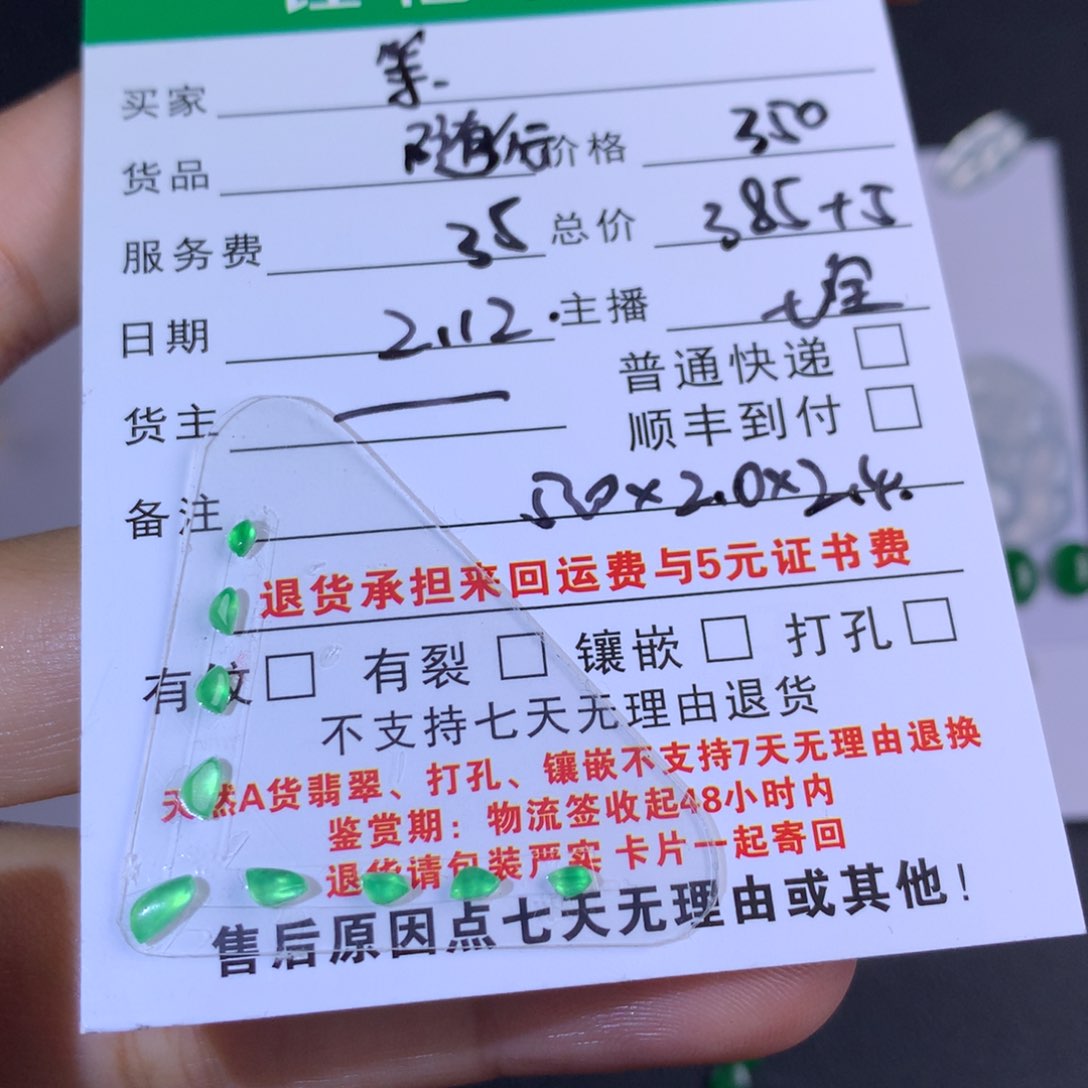 买家 笨.
货品 随行 价格 350
服务费 35 总价 385+5
日期 2.12. 主播
普通快递
货主 一
顺丰到付
备注 5.30×2.0×2.4.
退货承担来回运费与5元证书费
有纹 有裂 镶嵌 打孔
不支持七天无理由退货
天然A货翡翠、打孔、镶嵌不支持7天无理由退换
鉴赏期：物流签收起48小时内
退货请包装严实 卡片一起寄回
售后原因点七天无理由或其他！